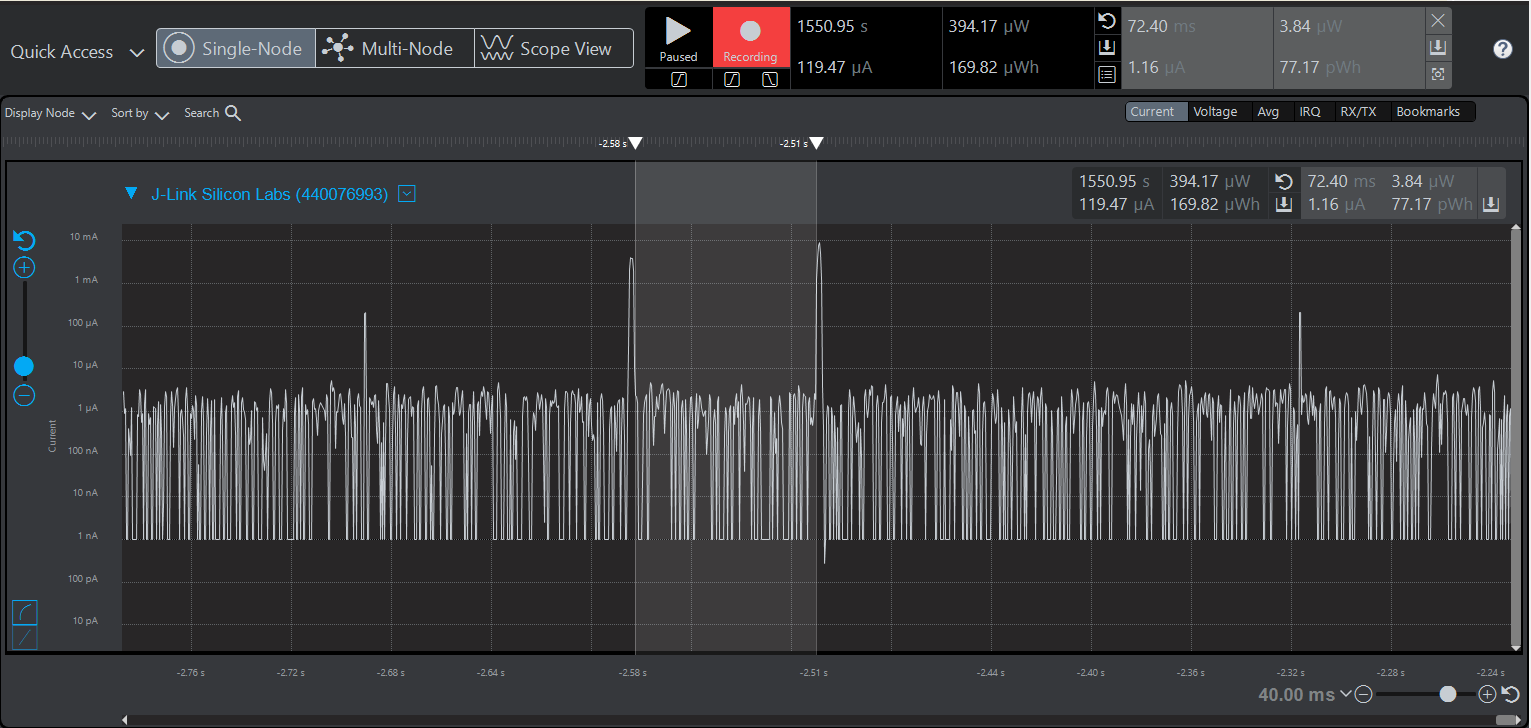 Quick Access
Single-Node
Multi-Node
Scope View
Paused
Recording
1550.95 s
394.17 µW
119.47 µA
169.82 µWh
72.40 ms
3.84 µW
1.16 µA
77.17 pWh
?
Display Node
Sort by
Search
Current
Voltage
Avg
IRQ
RX/TX
Bookmarks
-2.58 s
-2.51 s
J-Link Silicon Labs (440076993)
1550.95 s 394.17 µW 72.40 ms 3.84 µW
119.47 µA 169.82 µWh 1.16 µA 77.17 pWh
10 mA
1 mA
100 µA
10 µA
1 µA
100 nA
10 nA
1 nA
100 pA
10 pA
Current
-2.76 s -2.72 s -2.68 s -2.64 s -2.58 s -2.51 s -2.44 s -2.40 s -2.36 s -2.32 s -2.28 s -2.24 s
40.00 ms